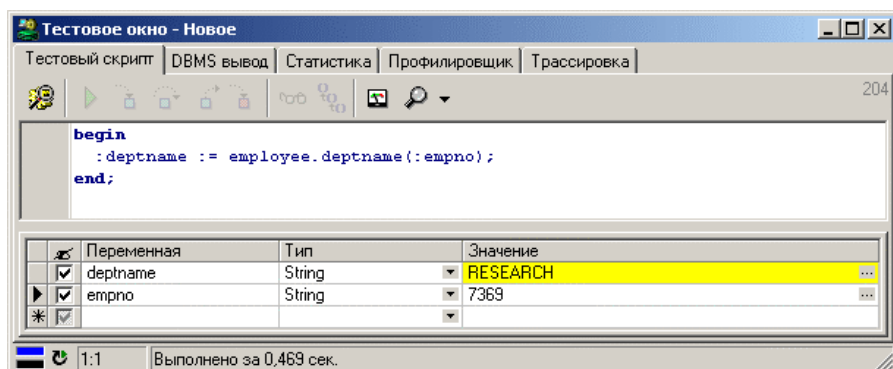 Тестовое окно - Новое
Тестовый скрипт DBMS вывод Статистика Профилировщик Трассировка
204
begin
:deptname := employee.deptname(:empno);
end;
Переменная Тип Значение
deptname String RESEARCH ...
empno String 7369 ...
1:1 Выполнено за 0,469 сек.